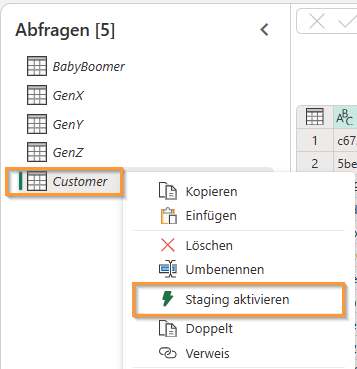 Abfragen [5]
BabyBoomer
GenX
GenY
GenZ
Customer
Kopieren
Einfügen
Löschen
Umbenennen
Staging aktivieren
Doppelt
Verweis
ABC
1 c67
2 5be